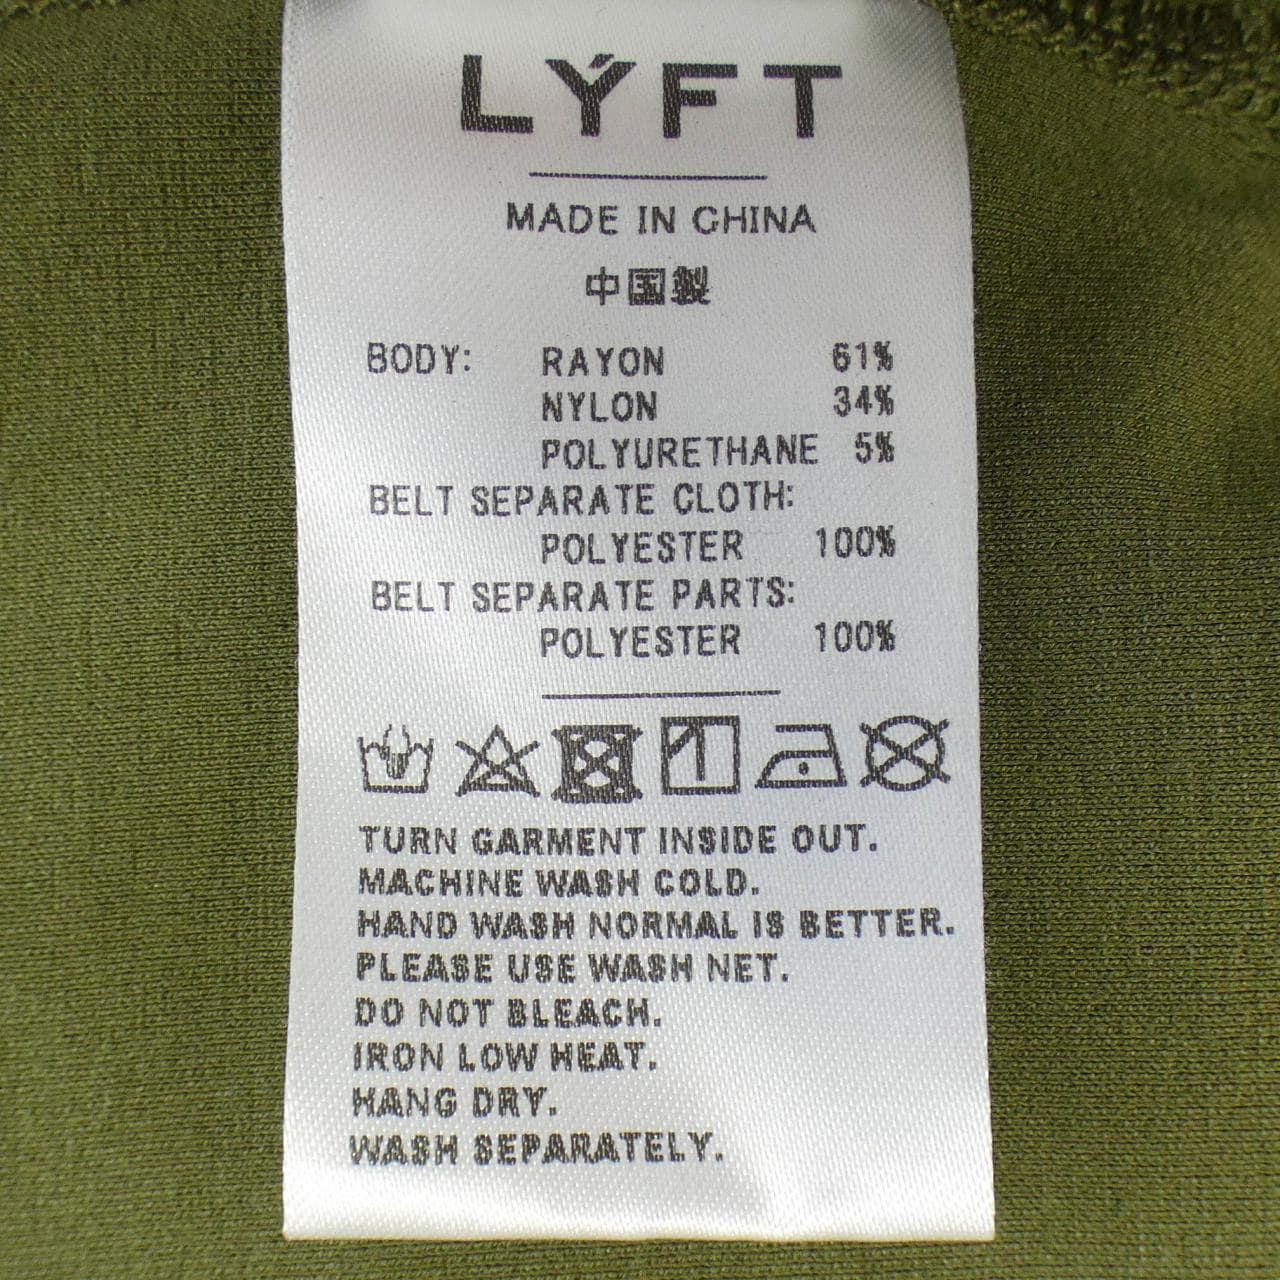 LÝFT
MADE IN CHINA
中国製
BODY: RAYON 61%
NYLON 34%
POLYURETHANE 5%
BELT SEPARATE CLOTH:
POLYESTER 100%
BELT SEPARATE PARTS:
POLYESTER 100%
TURN GARMENT INSIDE OUT.
MACHINE WASH COLD.
HAND WASH NORMAL IS BETTER.
PLEASE USE WASH NET.
DO NOT BLEACH.
IRON LOW HEAT.
HANG DRY.
WASH SEPARATELY.